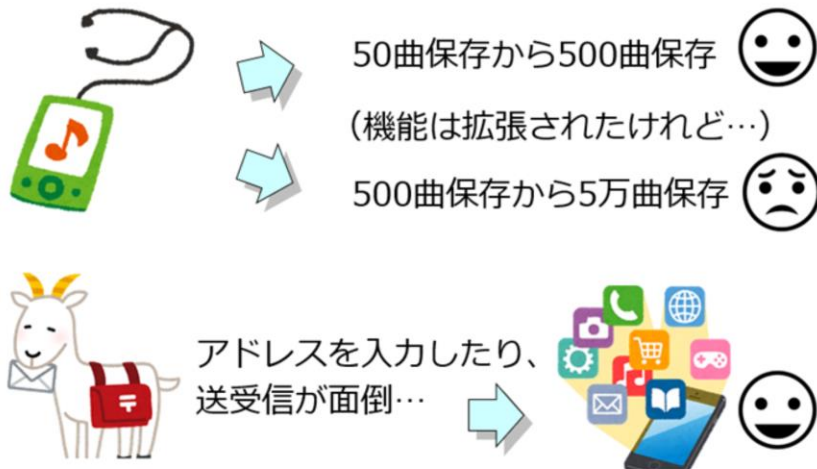 50曲保存から500曲保存
（機能は拡張されたけれど…）
500曲保存から5万曲保存
アドレスを入力したり、
送受信が面倒…